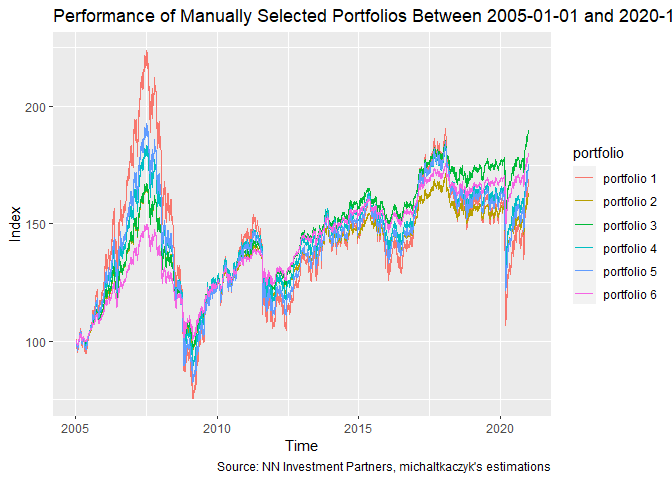 Performance of Manually Selected Portfolios Between 2005-01-01 and 2020-1
200
150
100
Index
2005
2010
2015
2020
Time
portfolio
portfolio 1
portfolio 2
portfolio 3
portfolio 4
portfolio 5
portfolio 6
Source: NN Investment Partners, michaltkaczyk's estimations